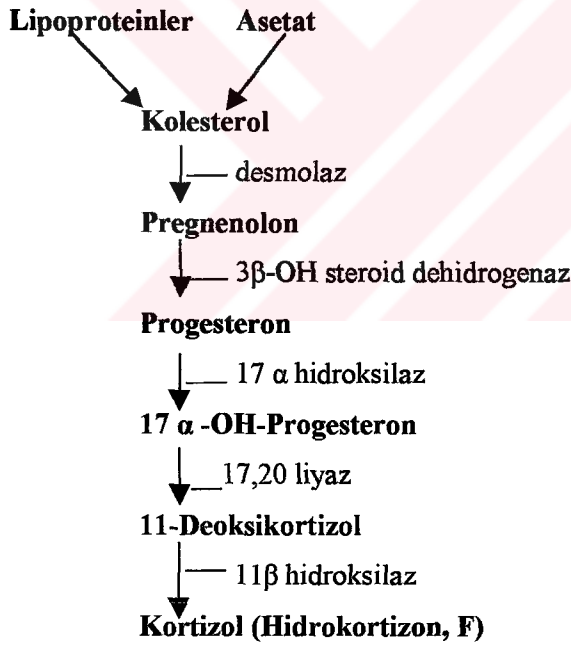 Lipoproteinler Asetat
Kolesterol
desmolaz
Pregnenolon
3β-OH steroid dehidrogenaz
Progesteron
17 α hidroksilaz
17 α -OH-Progesteron
17,20 liyaz
11-Deoksikortizol
11β hidroksilaz
Kortizol (Hidrokortizon, F)